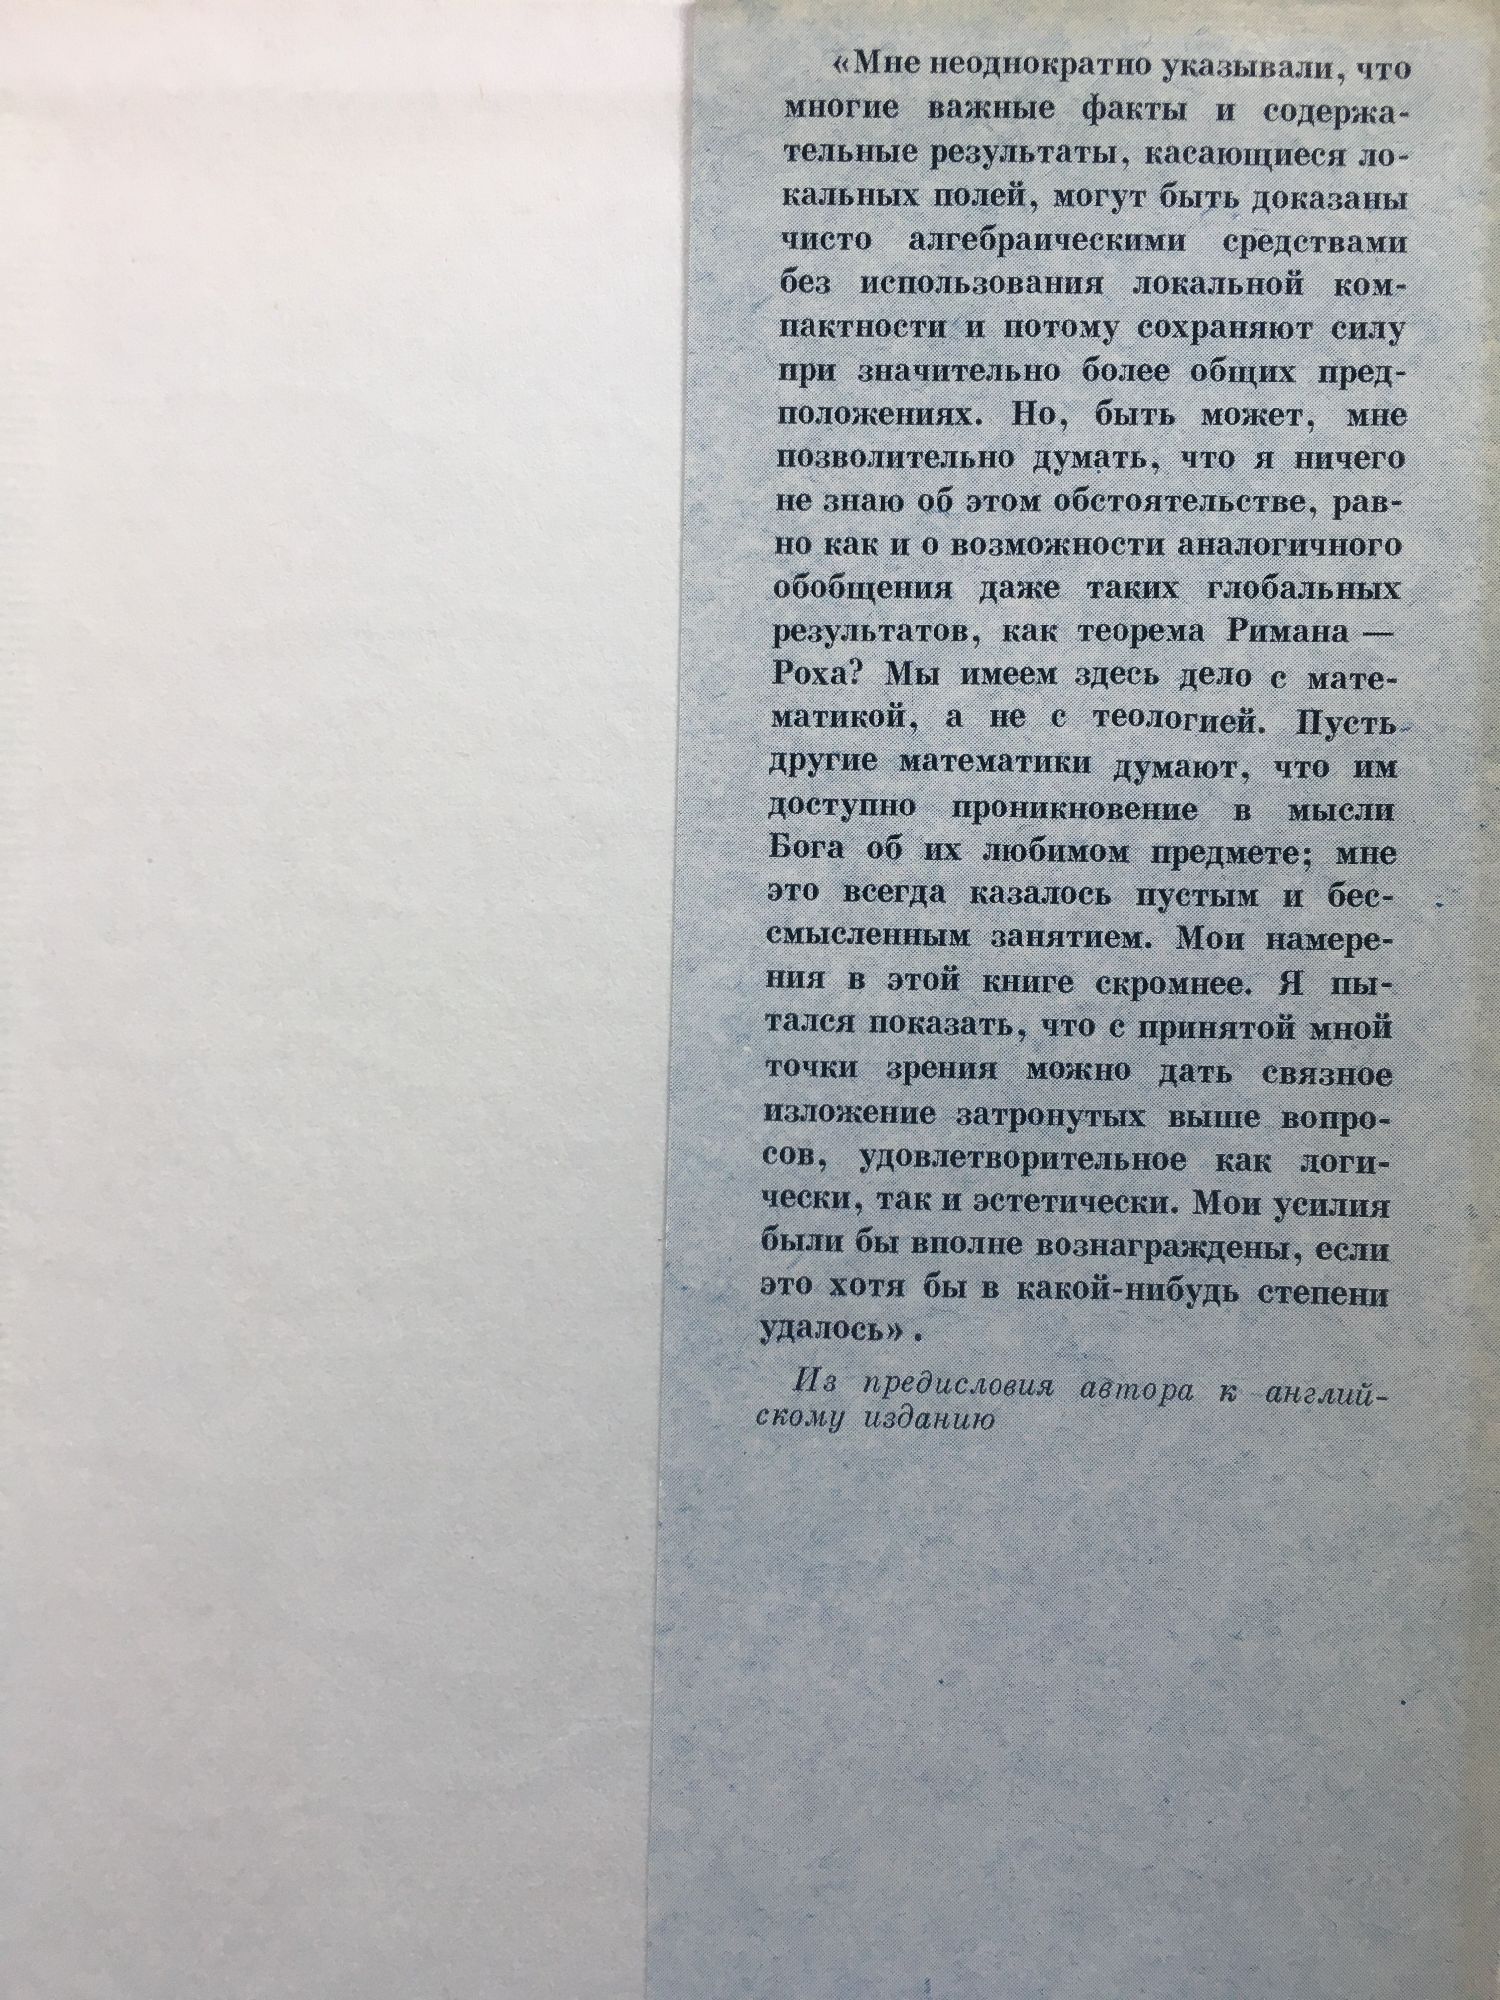 «Мне неоднократно указывали, что
многие важные факты и содержа-
тельные результаты, касающиеся ло-
кальных полей, могут быть доказаны
чисто алгебраическими средствами
без использования локальной ком-
пактности и потому сохраняют силу
при значительно более общих пред-
положениях. Но, быть может, мне
позволительно думать, что я ничего
не знаю об этом обстоятельстве, рав-
но как и о возможности аналогичного
обобщения даже таких глобальных
результатов, как теорема Римана —
Роха? Мы имеем здесь дело с мате-
матикой, а не с теологией. Пусть
другие математики думают, что им
доступно проникновение в мысли
Бога об их любимом предмете; мне
это всегда казалось пустым и бес-
смысленным занятием. Мои намере-
ния в этой книге скромнее. Я пы-
тался показать, что с принятой мной
точки зрения можно дать связное
изложение затронутых выше вопро-
сов, удовлетворительное как логи-
чески, так и эстетически. Мои усилия
были бы вполне вознаграждены, если
это хотя бы в какой-нибудь степени
удалось».
Из предисловия автора к англий-
скому изданию